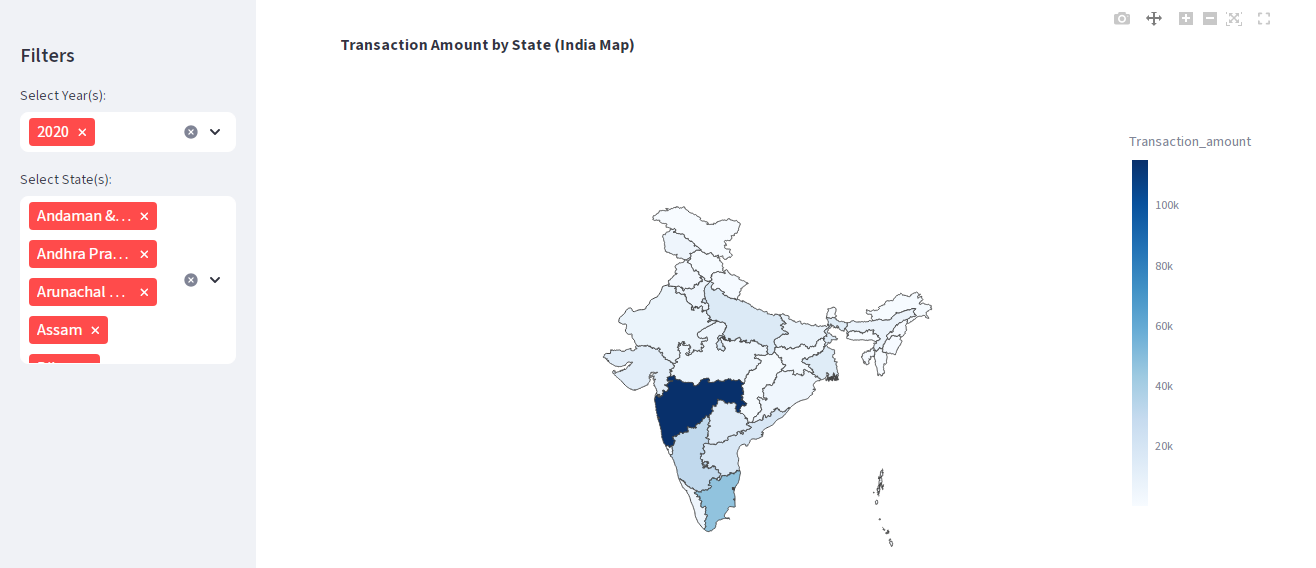 Filters
Select Year(s):
2020
Select State(s):
Andaman &...
Andhra Pra...
Arunachal ...
Assam
Transaction Amount by State (India Map)
Transaction_amount
100k
80k
60k
40k
20k